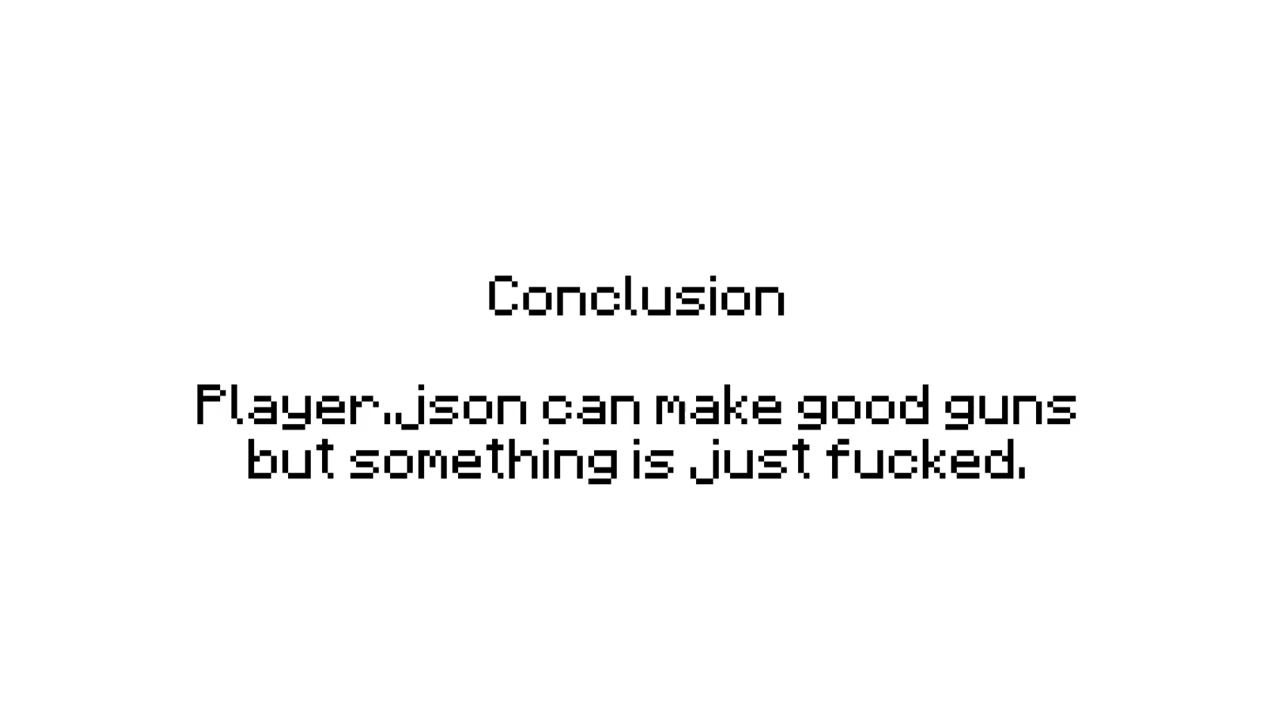 Conclusion
Player.json can make good guns
but something is just fucked.